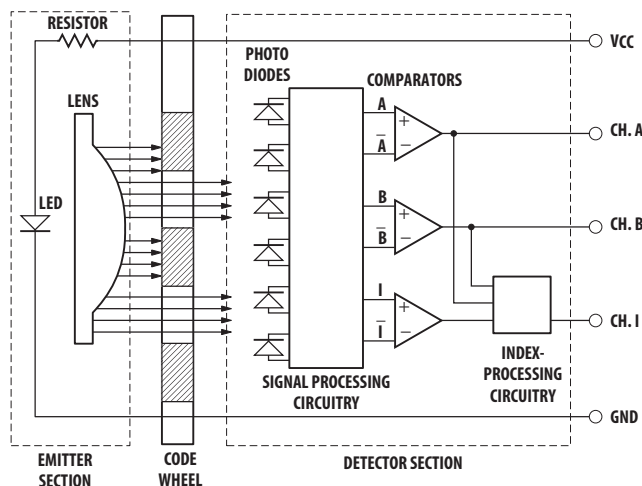 RESISTOR
VCC
PHOTO
DIODES
COMPARATORS
LENS
A
A
CH. A
LED
B
B
CH. B
I
I
CH. I
INDEX-
PROCESSING
CIRCUITRY
SIGNAL PROCESSING
CIRCUITRY
GND
EMITTER
SECTION
CODE
WHEEL
DETECTOR SECTION